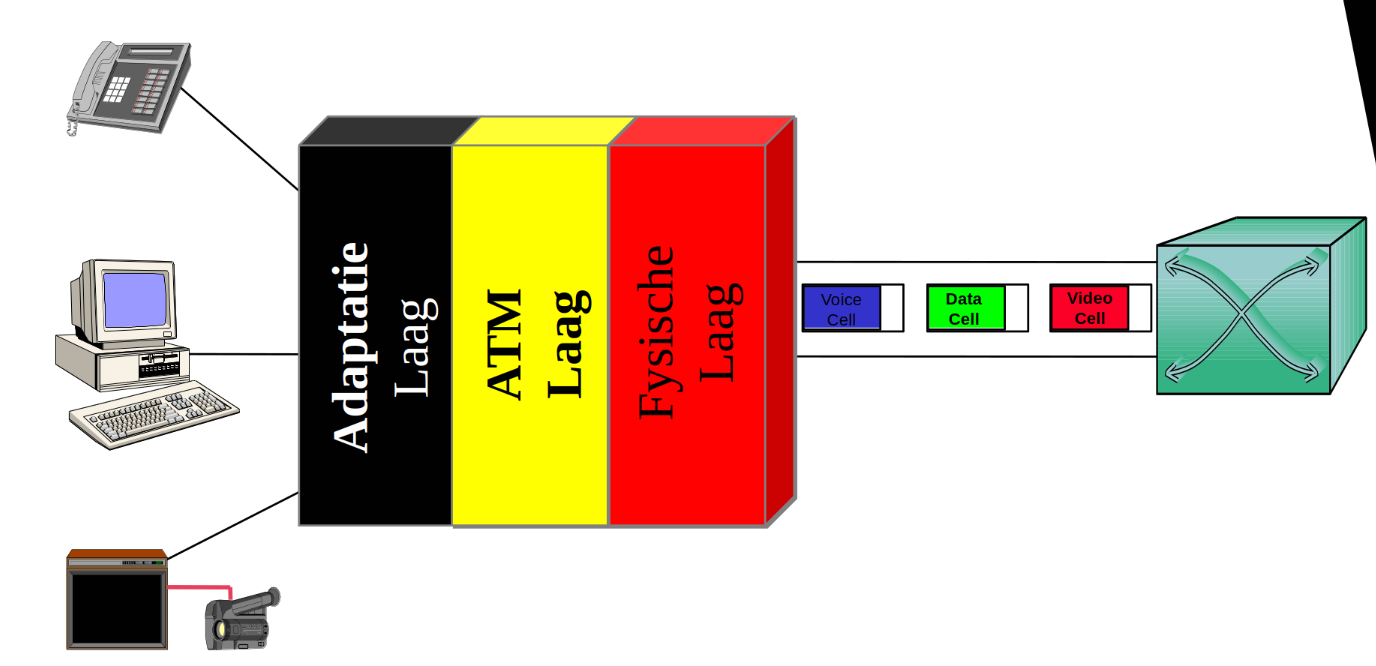 Adaptatie
Laag
ATM
Laag
Fysische
Laag
Voice
Cell
Data
Cell
Video
Cell